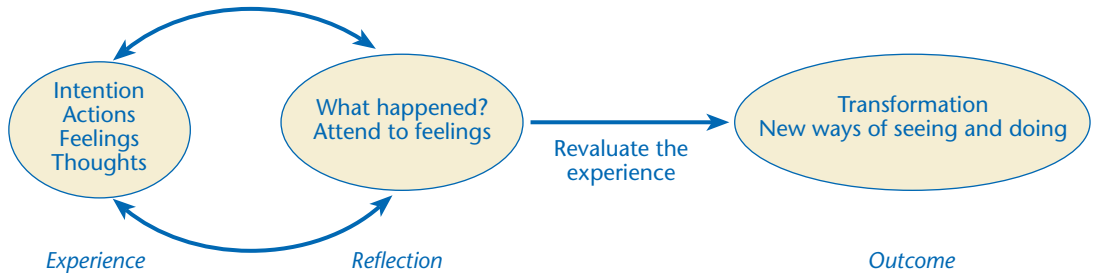 Intention
Actions
Feelings
Thoughts
What happened?
Attend to feelings
Revaluate the
experience
Transformation
New ways of seeing and doing
Experience
Reflection
Outcome